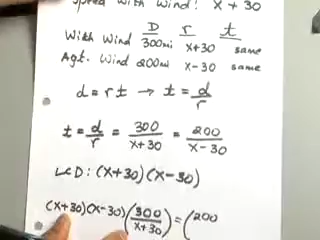 Speed with wind: x + 30
D r t
With Wind 300mi x+30 same
Agt. Wind 200mi x-30 same
d = rt → t = d/r
t = d/r = 300/(x+30) = 200/(x-30)
LCD: (x+30)(x-30)
(x+30)(x-30)(300/(x+30)) = (200